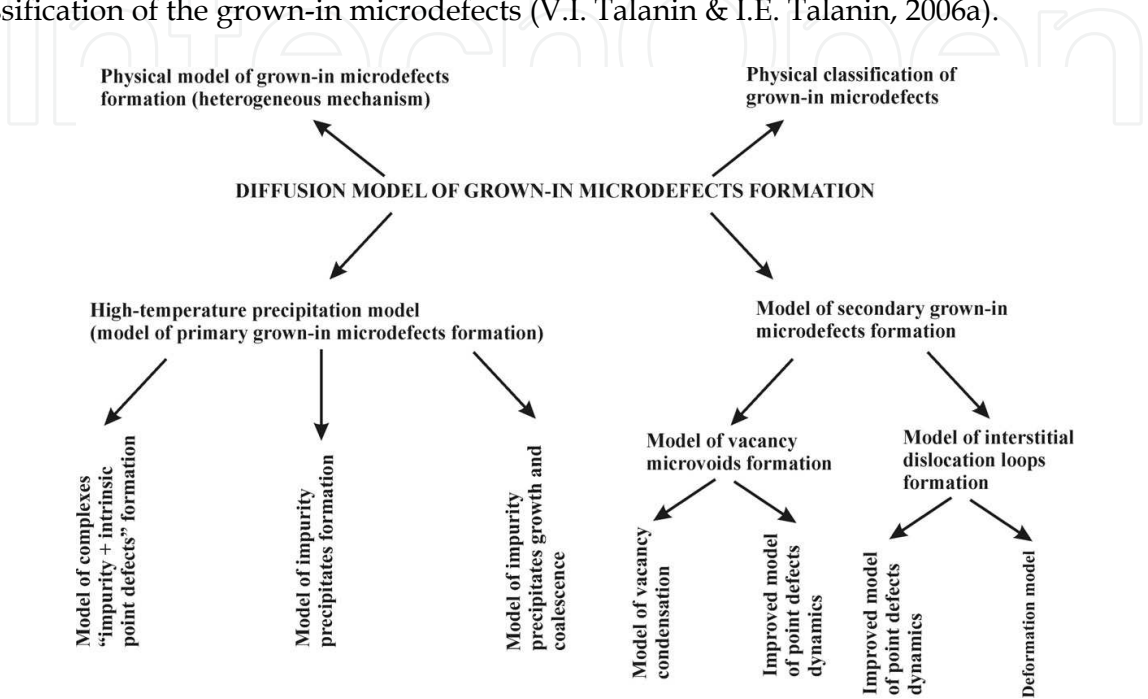 ssification of the grown-in microdefects (V.I. Talanin & I.E. Talanin, 2006a).
IntechOpen
Physical model of grown-in microdefects
formation (heterogeneous mechanism)
Physical classification of
grown-in microdefects
DIFFUSION MODEL OF GROWN-IN MICRODEFECTS FORMATION
High-temperature precipitation model
(model of primary grown-in microdefects formation)
Model of secondary grown-in
microdefects formation
Model of vacancy
microvoids formation
Model of interstitial
dislocation loops
formation
Model of complexes
“impurity + intrinsic
point defects” formation
Model of impurity
precipitates formation
Model of impurity
precipitates growth and
coalescence
Model of vacancy
condensation
Improved model
of point defects
dynamics
Improved model
of point defects
dynamics
Deformation model